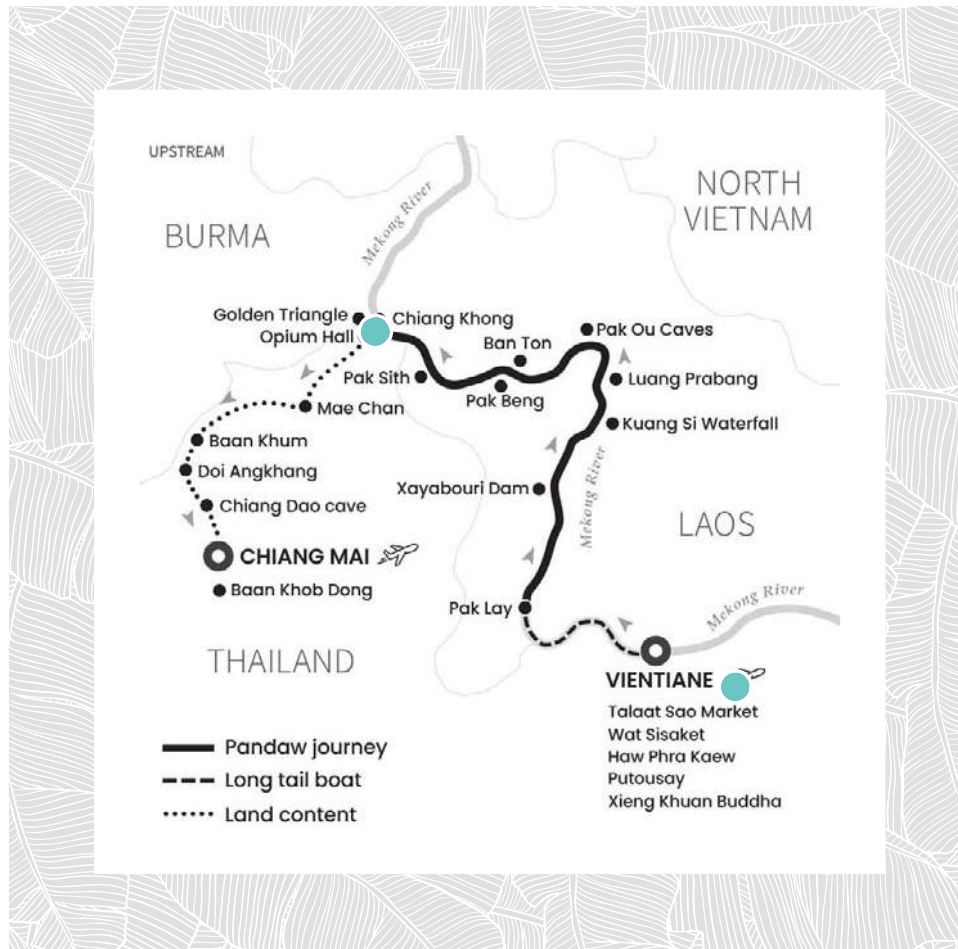 UPSTREAM
Mekong River
NORTH
VIETNAM
BURMA
Golden Triangle
Opium Hall
Chiang Khong
Pak Ou Caves
Ban Ton
Pak Sith
Pak Beng
Luang Prabang
Mae Chan
Kuang Si Waterfall
Baan Khum
Doi Angkhang
Xayabouri Dam
Mekong River
Chiang Dao cave
LAOS
CHIANG MAI
Baan Khob Dong
Pak Lay
Mekong River
THAILAND
VIENTIANE
Talaat Sao Market
Wat Sisaket
Haw Phra Kaew
Putousay
Xieng Khuan Buddha
Pandaw journey
Long tail boat
Land content